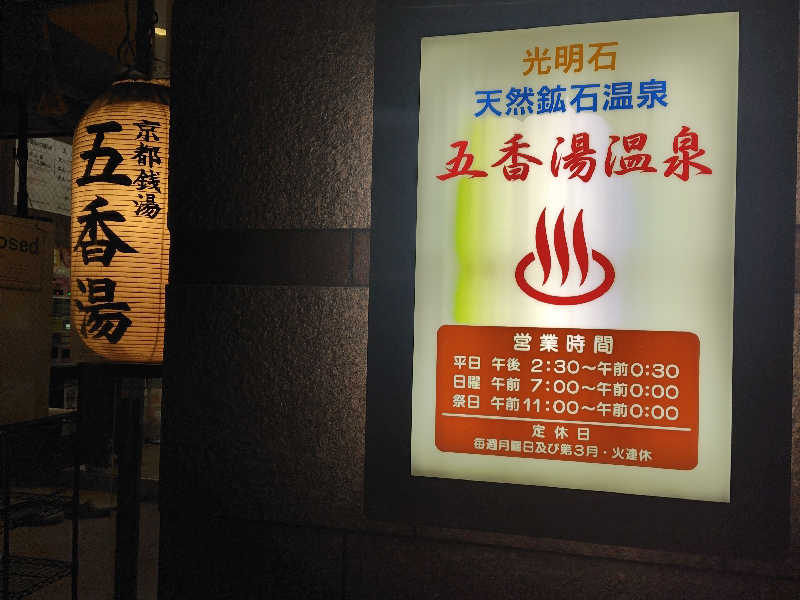 京都銭湯
五香湯
osed
光明石
天然鉱石温泉
五香湯温泉
営業時間
平日 午後 2:30～午前0:30
日曜 午前 7:00～午前0:00
祭日 午前11:00～午前0:00
定休日
毎週月曜日及び第3月・火連休